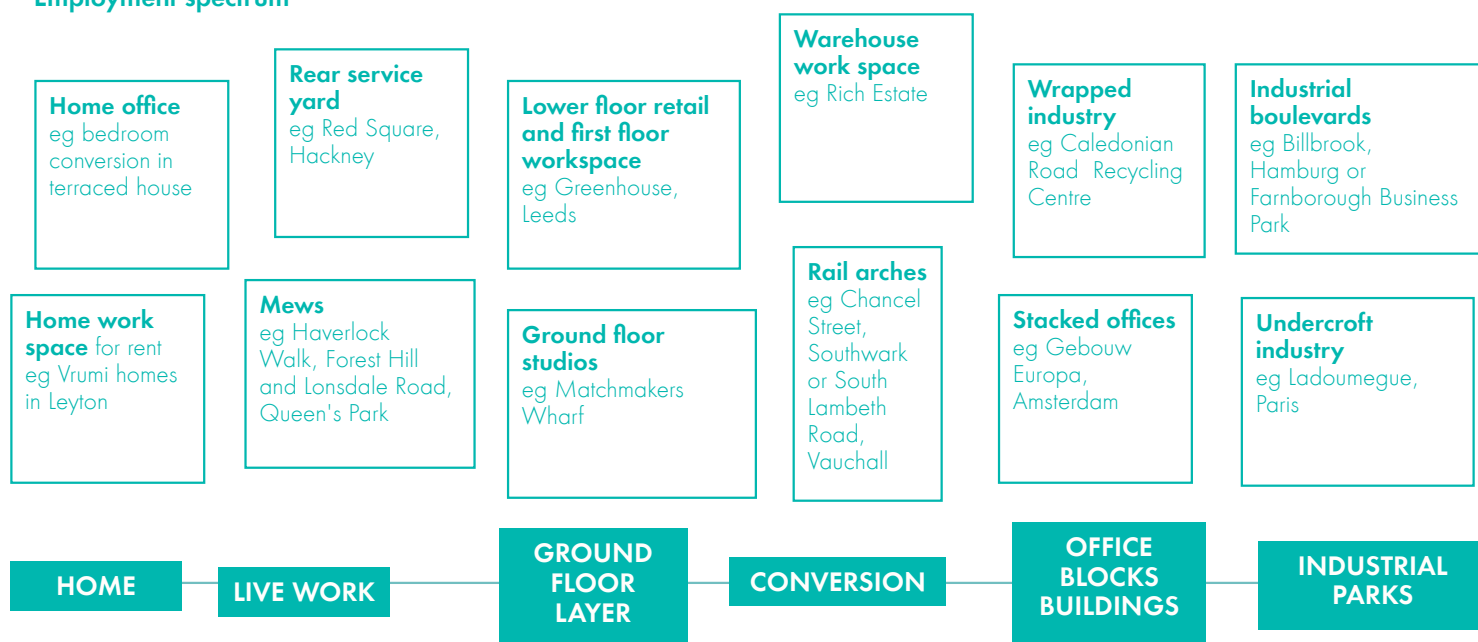 Employment spectrum
Home office
eg bedroom
conversion in
terraced house
Rear service
yard
eg Red Square,
Hackney
Lower floor retail
and first floor
workspace
eg Greenhouse,
Leeds
Warehouse
work space
eg Rich Estate
Wrapped
industry
eg Caledonian
Road Recycling
Centre
Industrial
boulevards
eg Billbrook,
Hamburg or
Farnborough Business
Park
Home work
space for rent
eg Vrumi homes
in Leyton
Mews
eg Haverlock
Walk, Forest Hill
and Lonsdale Road,
Queen's Park
Ground floor
studios
eg Matchmakers
Wharf
Rail arches
eg Chancel
Street,
Southwark
or South
Lambeth
Road,
Vauchall
Stacked offices
eg Gebouw
Europa,
Amsterdam
Undercroft
industry
eg Ladoumegue,
Paris
HOME
LIVE WORK
GROUND
FLOOR
LAYER
CONVERSION
OFFICE
BLOCKS
BUILDINGS
INDUSTRIAL
PARKS